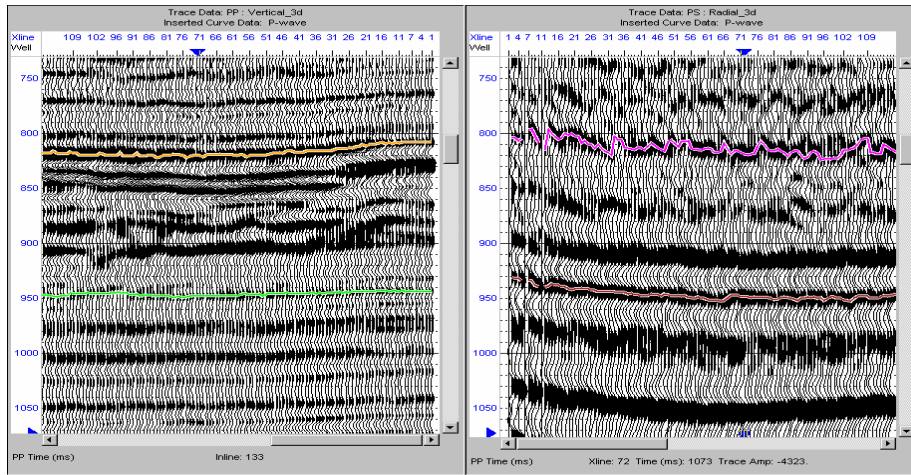 Trace Data: PP : Vertical_3d
Inserted Curve Data: P-wave
Xline 109 102 96 91 86 81 76 71 66 61 56 51 46 41 36 31 26 21 16 11 7 4 1
Well
750
800
850
900
950
1000
1050
PP Time (ms) Inline: 133
Trace Data: PS : Radial_3d
Inserted Curve Data: P-wave
Xline 1 4 7 11 16 21 26 31 36 41 46 51 56 61 66 71 76 81 86 91 96 102 109
Well
750
800
850
900
950
1000
1050
PP Time (ms) Xline: 72 Time (ms): 1073 Trace Amp: -4323.